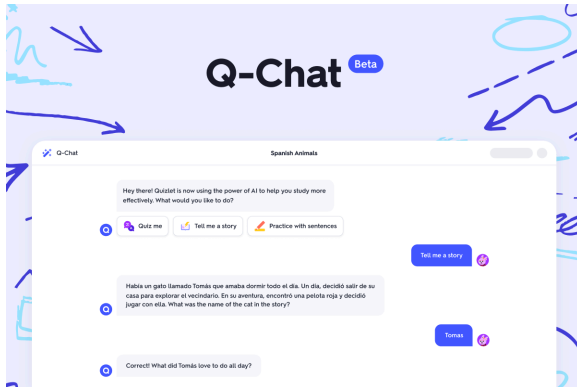 Q-Chat Beta
Q-Chat
Spanish Animals
Hey there! Quizlet is now using the power of AI to help you study more
effectively. What would you like to do?
Quiz me
Tell me a story
Practice with sentences
Tell me a story
Había un gato llamado Tomás que amaba dormir todo el día. Un día, decidió salir de su
casa para explorar el vecindario. En su aventura, encontró una pelota roja y decidió
jugar con ella. What was the name of the cat in the story?
Tomas
Correct! What did Tomás love to do all day?